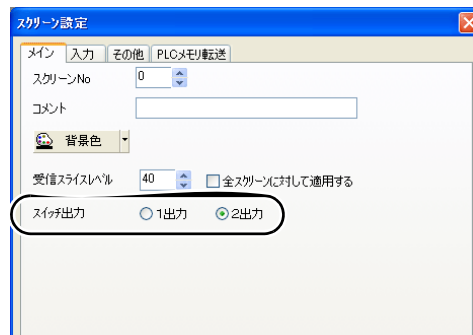 スクリーン設定
メイン 入力 その他 PLCメモリ転送
スクリーンNo 0
コメント
背景色
受信スライスレベル 40 全スクリーンに対して適用する
スイッチ出力 1出力 2出力